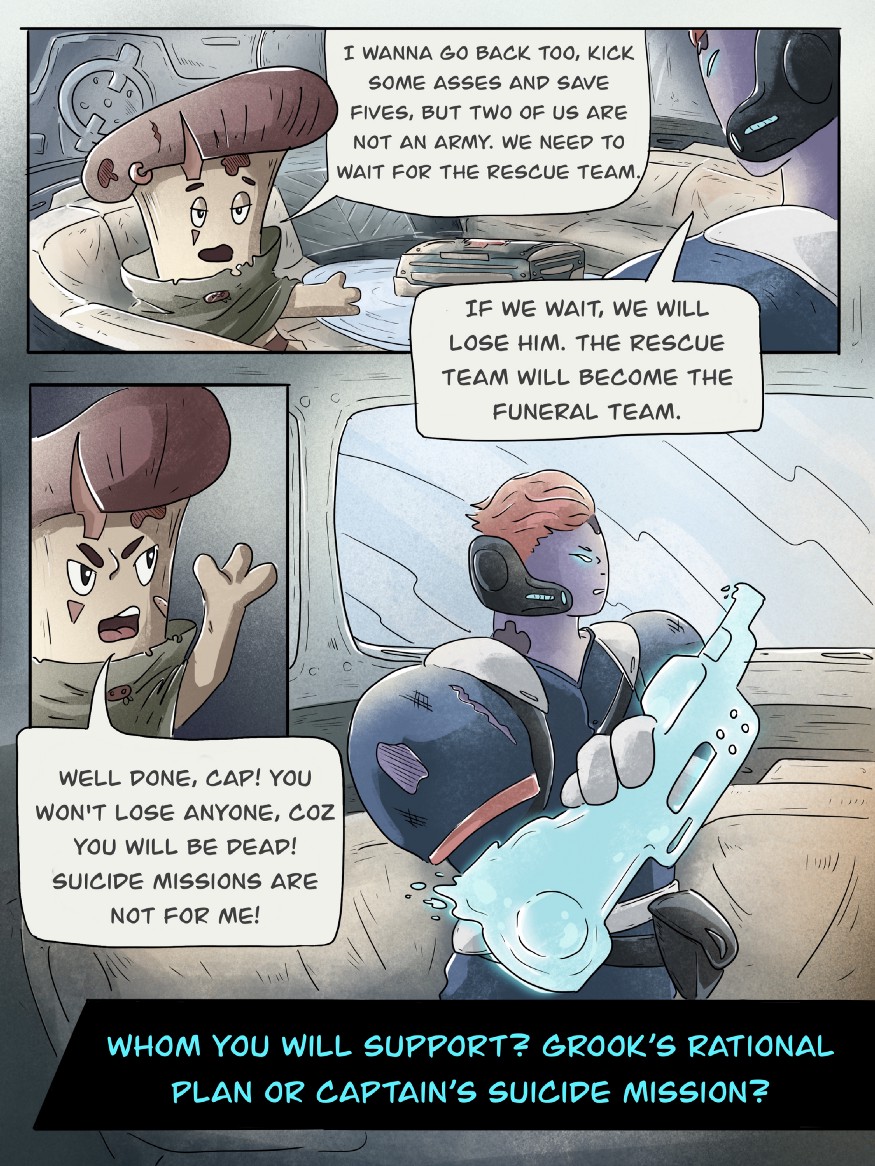 I WANNA GO BACK TOO, KICK
SOME ASSES AND SAVE
FIVES, BUT TWO OF US ARE
NOT AN ARMY. WE NEED TO
WAIT FOR THE RESCUE TEAM.
IF WE WAIT, WE WILL
LOSE HIM. THE RESCUE
TEAM WILL BECOME THE
FUNERAL TEAM.
WELL DONE, CAP! YOU
WON'T LOSE ANYONE, COZ
YOU WILL BE DEAD!
SUICIDE MISSIONS ARE
NOT FOR ME!
WHOM YOU WILL SUPPORT? GROOK'S RATIONAL
PLAN OR CAPTAIN'S SUICIDE MISSION?